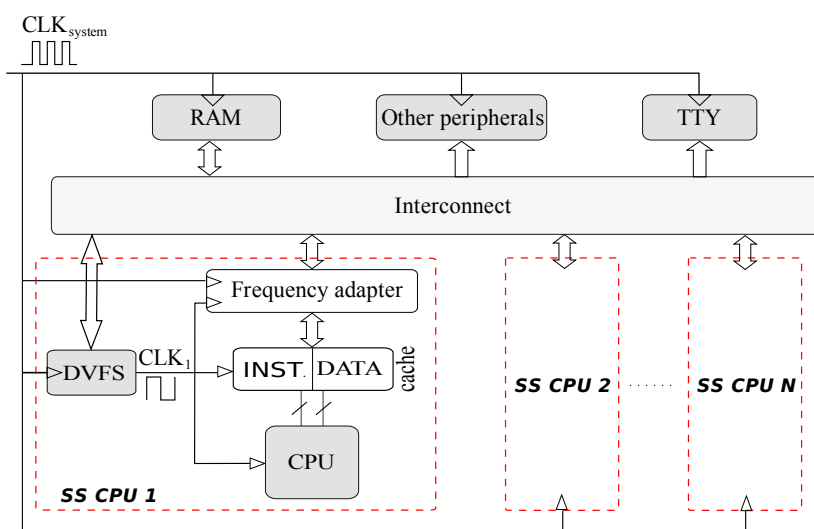 CLKsystem
RAM
Other peripherals
TTY
Interconnect
Frequency adapter
DVFS
CLK1
INST.
DATA
cache
CPU
SS CPU 1
SS CPU 2
......
SS CPU N